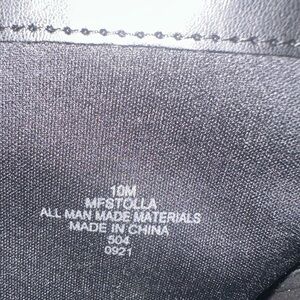 10M
MFSTOLLA
ALL MAN MADE MATERIALS
MADE IN CHINA
504
0921